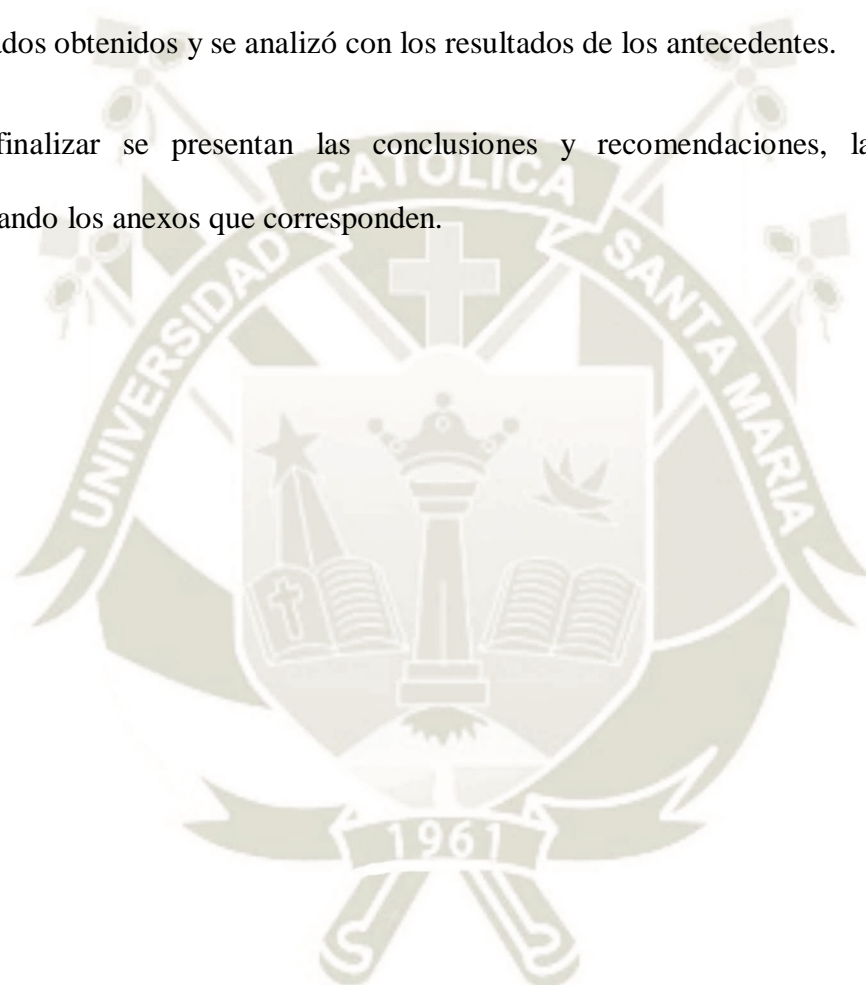 ados obtenidos y se analizó con los resultados de los antecedentes.
finalizar se presentan las conclusiones y recomendaciones, la
ando los anexos que corresponden.
CATOLICA
UNIVERSIDAD
SANTA MARIA
1961